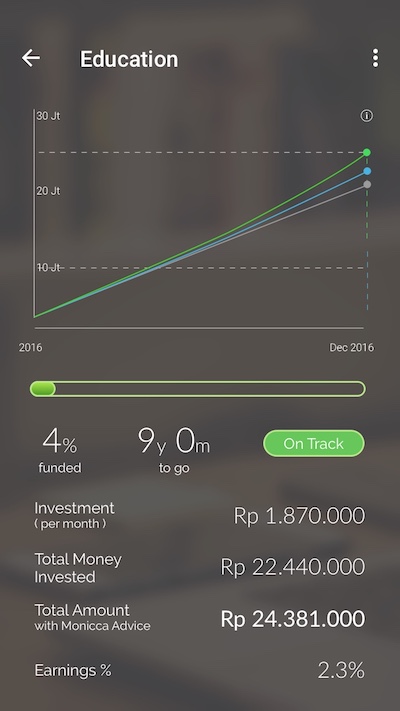 Education
30 Jt
20 Jt
10 Jt
2016 Dec 2016
4% 9y 0m On Track
funded to go
Investment
( per month ) Rp 1.870.000
Total Money
Invested Rp 22.440.000
Total Amount
with Monicca Advice Rp 24.381.000
Earnings % 2.3%